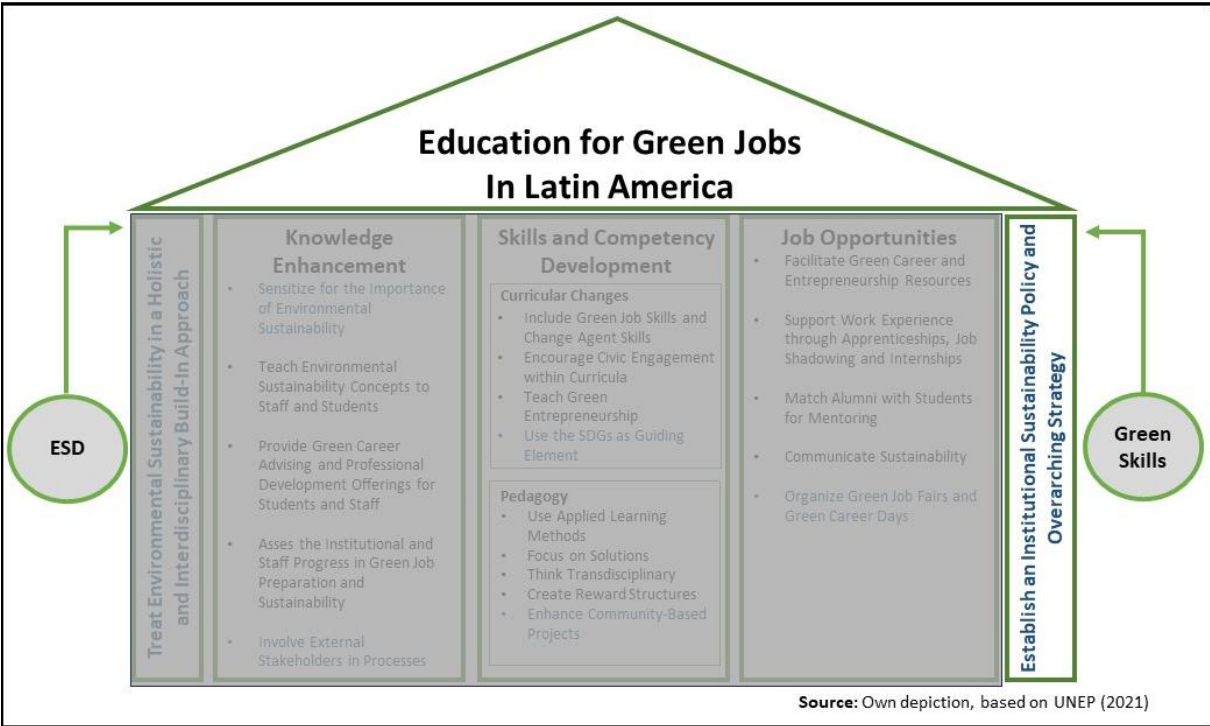 Education for Green Jobs
In Latin America
ESD
Treat Environmental Sustainability in a Holistic
and Interdisciplinary Build-In Approach
Knowledge
Enhancement
• Sensitize for the Importance
of Environmental
Sustainability
• Teach Environmental
Sustainability Concepts to
Staff and Students
• Provide Green Career
Advising and Professional
Development Offerings for
Students and Staff
• Asses the Institutional and
Staff Progress in Green Job
Preparation and
Sustainability
• Involve External
Stakeholders in Processes
Skills and Competency
Development
Curricular Changes
• Include Green Job Skills and
Change Agent Skills
• Encourage Civic Engagement
within Curricula
• Teach Green
Entrepreneurship
• Use the SDGs as Guiding
Element
Pedagogy
• Use Applied Learning
Methods
• Focus on Solutions
• Think Transdisciplinary
• Create Reward Structures
• Enhance Community-Based
Projects
Job Opportunities
• Facilitate Green Career and
Entrepreneurship Resources
• Support Work Experience
through Apprenticeships, Job
Shadowing and Internships
• Match Alumni with Students
for Mentoring
• Communicate Sustainability
• Organize Green Job Fairs and
Green Career Days
Establish an Institutional Sustainability Policy and
Overarching Strategy
Green
Skills
Source: Own depiction, based on UNEP (2021)